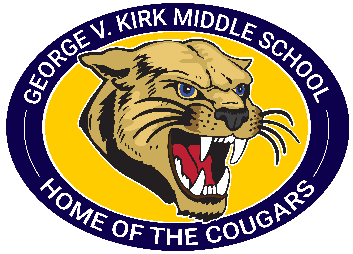 GEORGE V. KIRK MIDDLE SCHOOL
HOME OF THE COUGARS